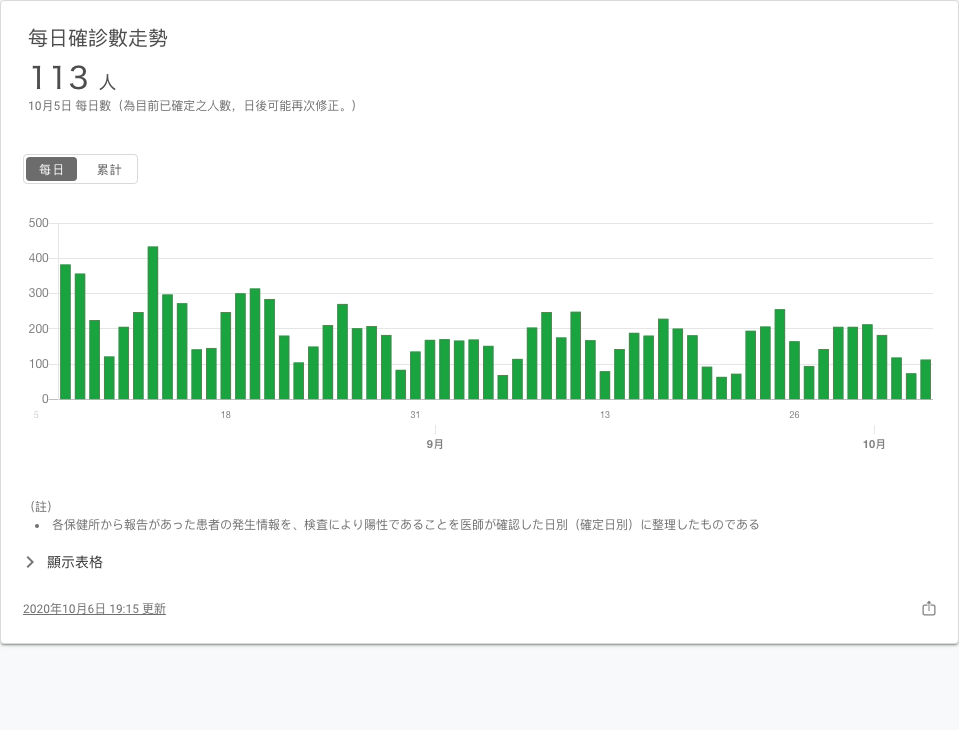 每日確診數走勢
113 人
10月5日 每日數（為目前已確定之人數，日後可能再次修正。）
每日 累計
500
400
300
200
100
0
5 18 31 13 26
9月 10月
（註）
• 各保健所から報告があった患者の発生情報を、検査により陽性であることを医師が確認した日別（確定日別）に整理したものである
顯示表格
2020年10月6日 19:15 更新